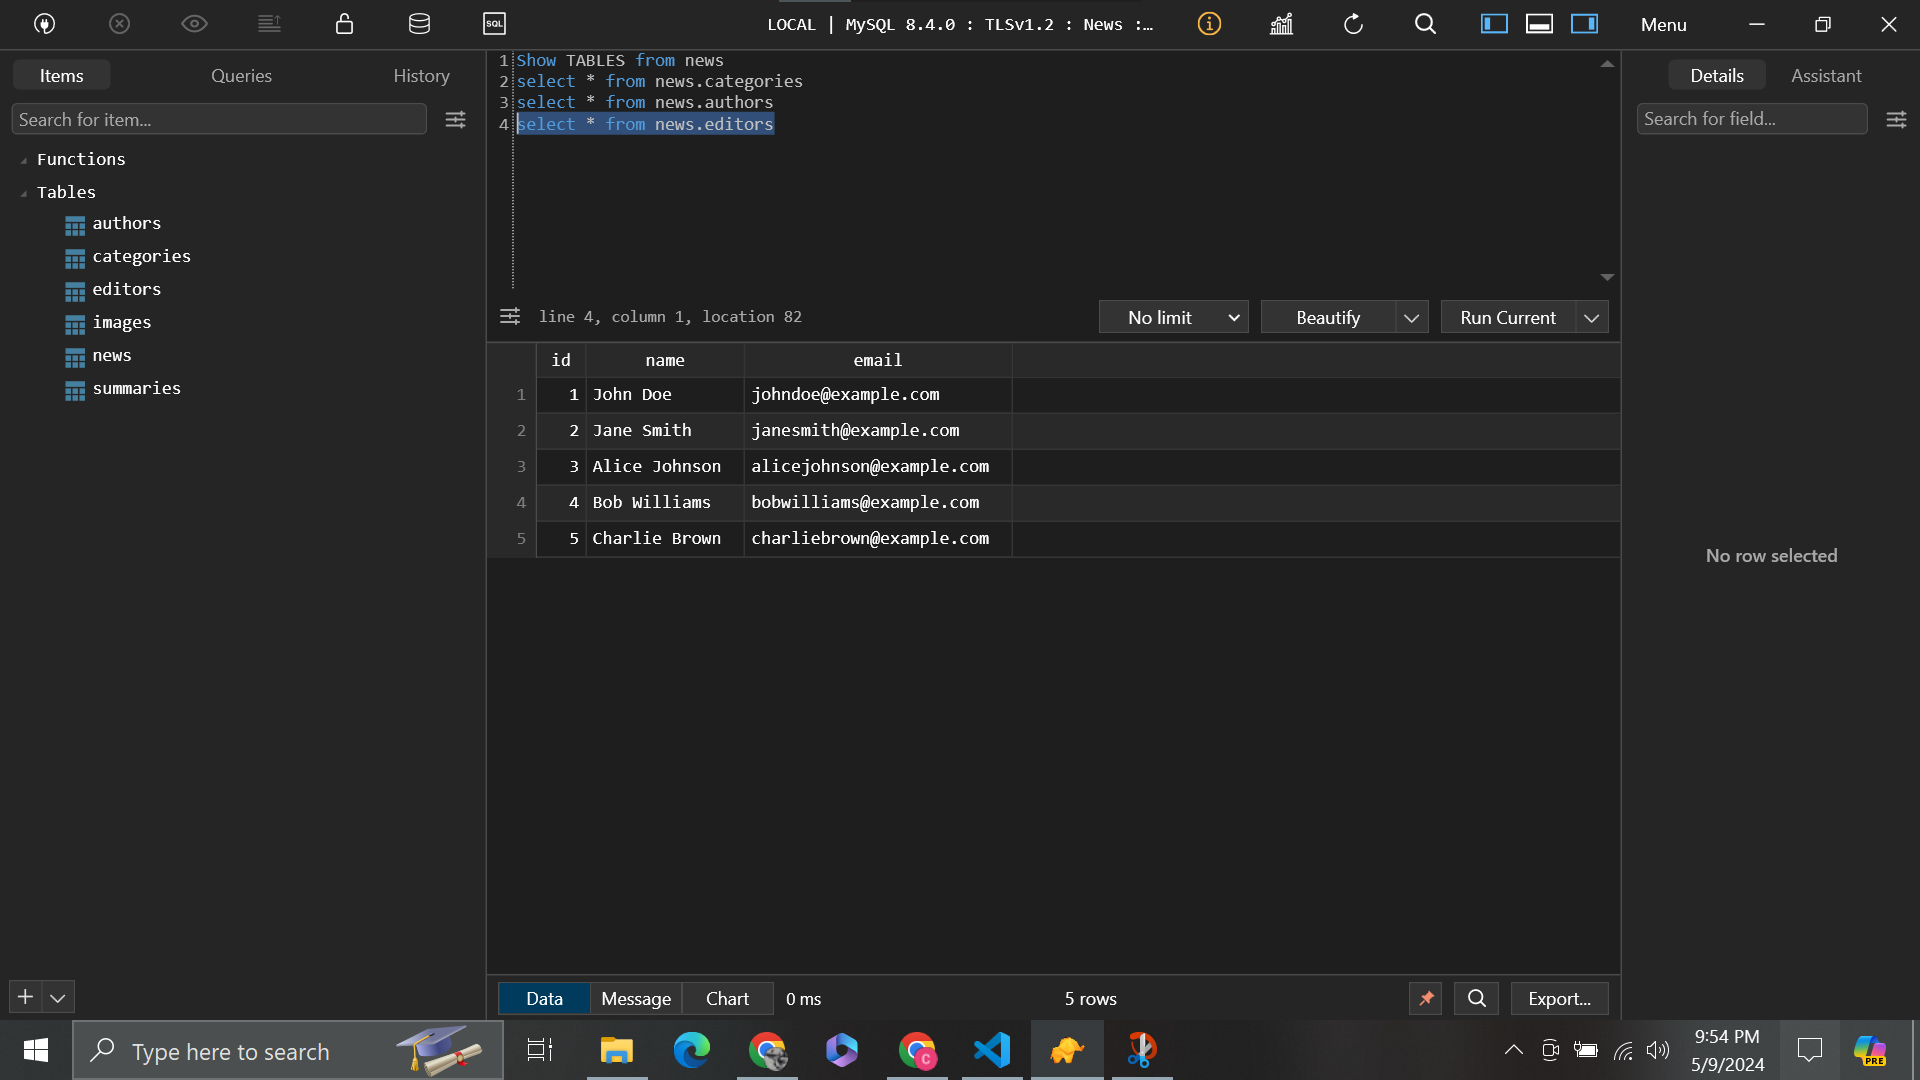 SQL
LOCAL | MySQL 8.4.0 : TLSv1.2 : News :...
Menu
Items
Queries
History
Search for item...
Functions
Tables
authors
categories
editors
images
news
summaries
1 Show TABLES from news
2 select * from news.categories
3 select * from news.authors
4 select * from news.editors
line 4, column 1, location 82
No limit
Beautify
Run Current
id name email
1 1 John Doe johndoe@example.com
2 2 Jane Smith janesmith@example.com
3 3 Alice Johnson alicejohnson@example.com
4 4 Bob Williams bobwilliams@example.com
5 5 Charlie Brown charliebrown@example.com
Data
Message
Chart
0 ms
5 rows
Export...
Details
Assistant
Search for field...
No row selected
Type here to search
C
9:54 PM
5/9/2024
PRE